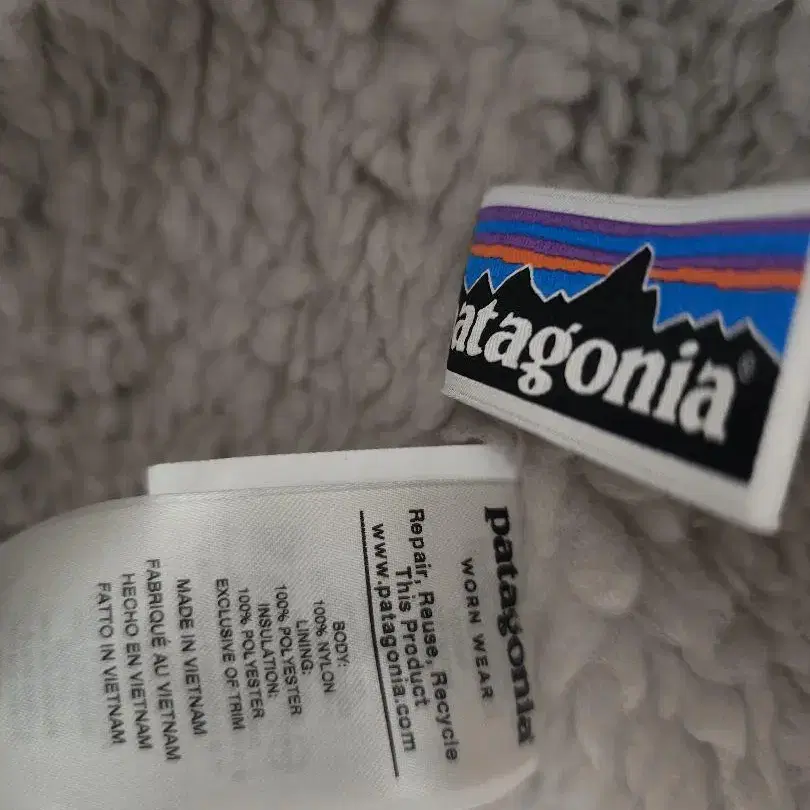 patagonia®
patagonia®
WORN WEAR
Repair, Reuse, Recycle
This Product
www.patagonia.com
BODY:
100% NYLON
LINING:
100% POLYESTER
INSULATION:
100% POLYESTER
EXCLUSIVE OF TRIM
MADE IN VIETNAM
FABRIQUÉ AU VIETNAM
HECHO EN VIETNAM
FATTO IN VIETNAM